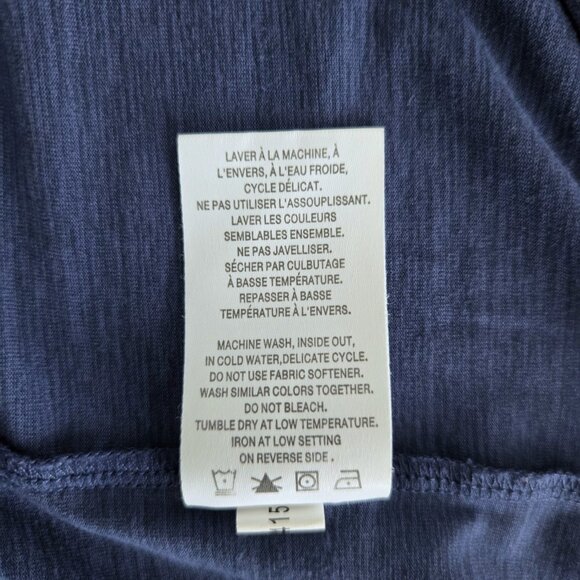 LAVER À LA MACHINE, À
L'ENVERS, À L'EAU FROIDE,
CYCLE DÉLICAT.
NE PAS UTILISER L'ASSOUPLISSANT.
LAVER LES COULEURS
SEMBLABLES ENSEMBLE.
NE PAS JAVELLISER.
SÉCHER PAR CULBUTAGE
À BASSE TEMPÉRATURE.
REPASSER À BASSE
TEMPÉRATURE À L'ENVERS.
MACHINE WASH, INSIDE OUT,
IN COLD WATER,DELICATE CYCLE.
DO NOT USE FABRIC SOFTENER.
WASH SIMILAR COLORS TOGETHER.
DO NOT BLEACH.
TUMBLE DRY AT LOW TEMPERATURE.
IRON AT LOW SETTING
ON REVERSE SIDE .